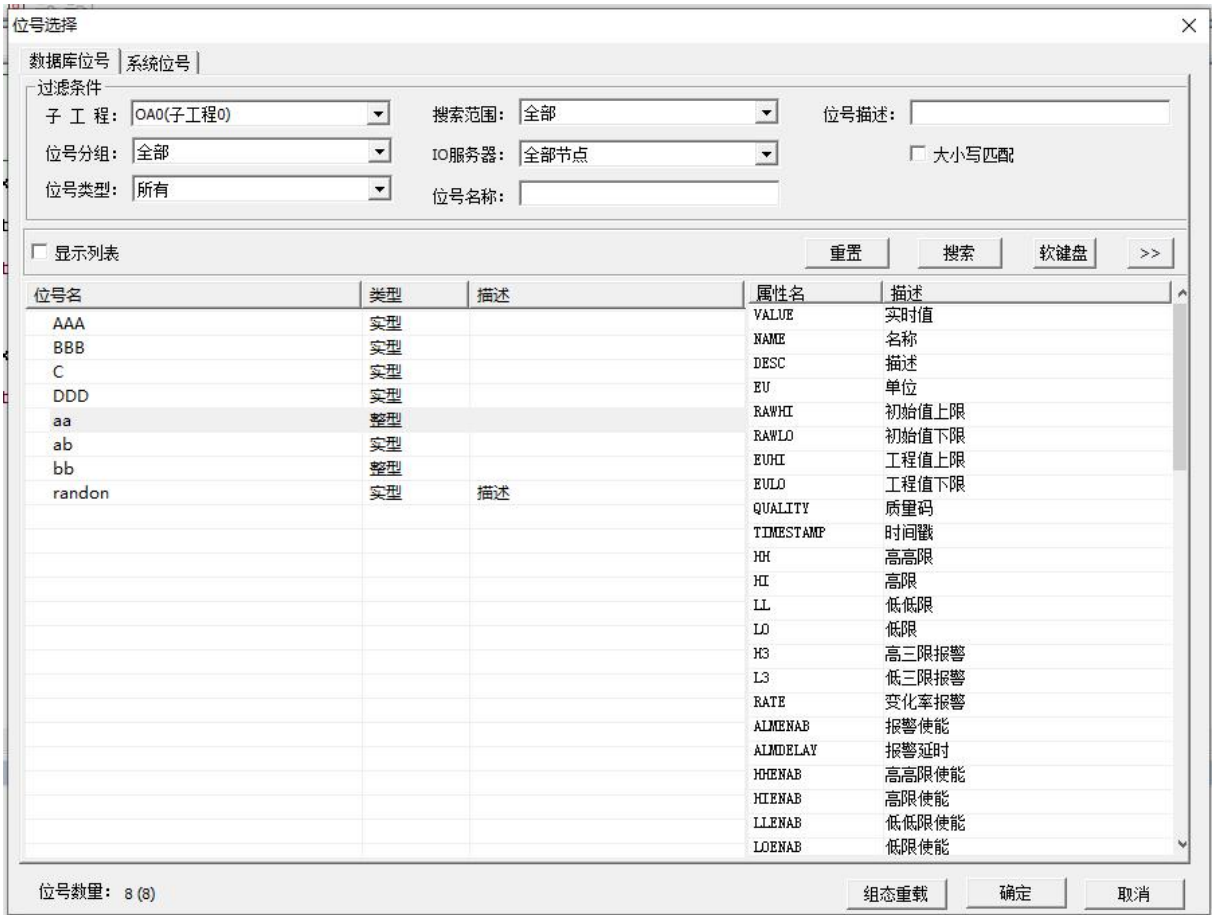 位号选择
数据库位号 系统位号
过滤条件
子 工 程： OA0(子工程0) 搜索范围： 全部 位号描述：
位号分组： 全部 IO服务器： 全部节点 大小写匹配
位号类型： 所有 位号名称：
显示列表 重置 搜索 软键盘 >>
位号名 类型 描述 属性名 描述
AAA 实型
BBB 实型
C 实型
DDD 实型
aa 整型
ab 实型
bb 整型
randon 实型 描述
VALUE 实时值
NAME 名称
DESC 描述
EU 单位
RAWHI 初始值上限
RAWLO 初始值下限
EUHI 工程值上限
EULO 工程值下限
QUALITY 质量码
TIMESTAMP 时间戳
HH 高高限
HI 高限
LL 低低限
LO 低限
H3 高三限报警
L3 低三限报警
RATE 变化率报警
ALMENAB 报警使能
ALMDELAY 报警延时
HHENAB 高高限使能
HIENAB 高限使能
LLENAB 低低限使能
LOENAB 低限使能
位号数量： 8 (8) 组态重载 确定 取消